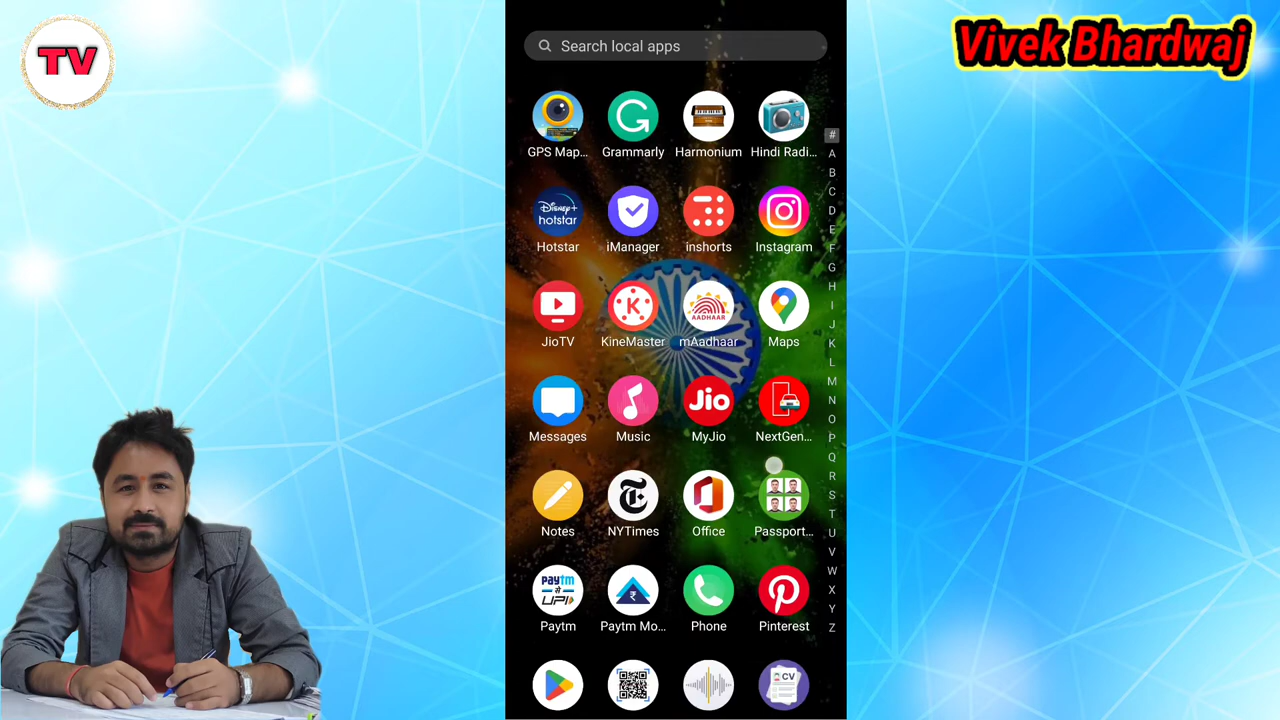 TV
Vivek Bhardwaj
Search local apps
GPS Map...
Grammarly
Harmonium
Hindi Radi...
Disney+
hotstar
Hotstar
iManager
inshorts
Instagram
JioTV
KineMaster
AADHAAR
mAadhaar
Maps
Messages
Music
Jio
MyJio
NextGen...
Notes
NYTimes
Office
Passport...
paytm
से
UPI
Paytm
Paytm Mo...
Phone
Pinterest
CV
#
A
B
C
D
E
F
G
H
I
J
K
L
M
N
O
P
Q
R
S
T
U
V
W
X
Y
Z